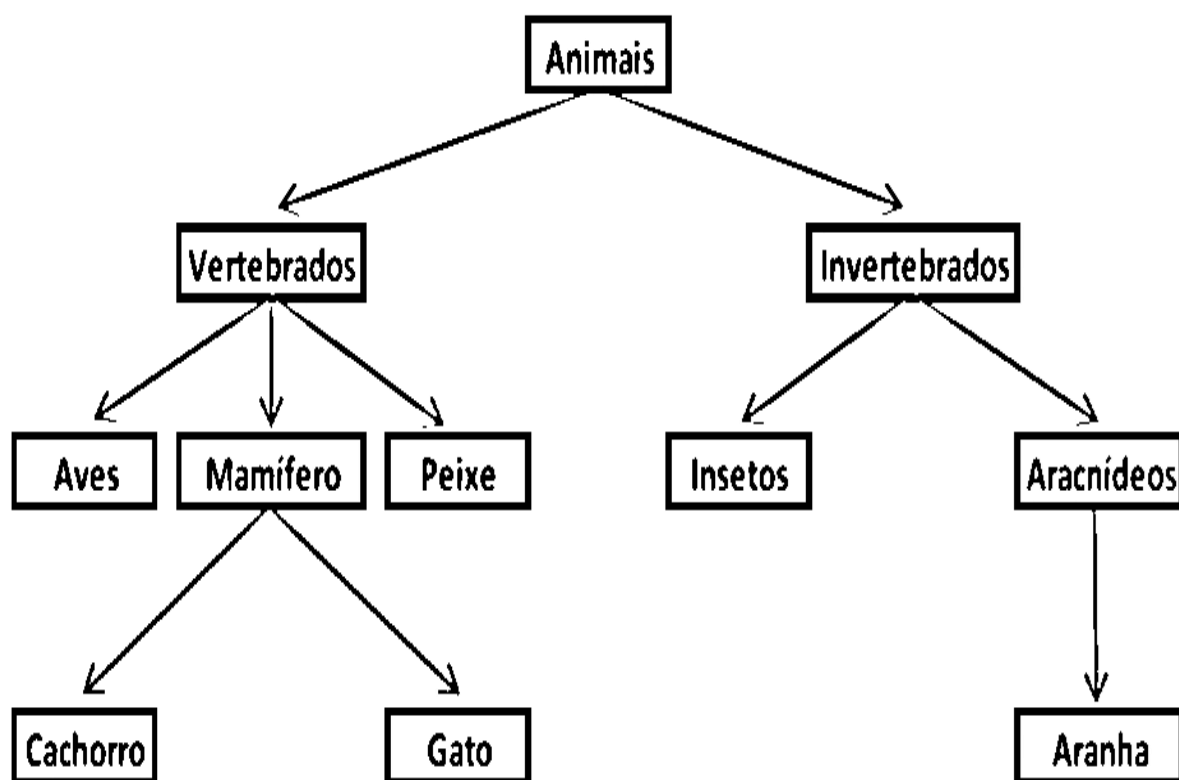 Animais
Vertebrados
Invertebrados
Aves
Mamífero
Peixe
Insetos
Aracnídeos
Cachorro
Gato
Aranha